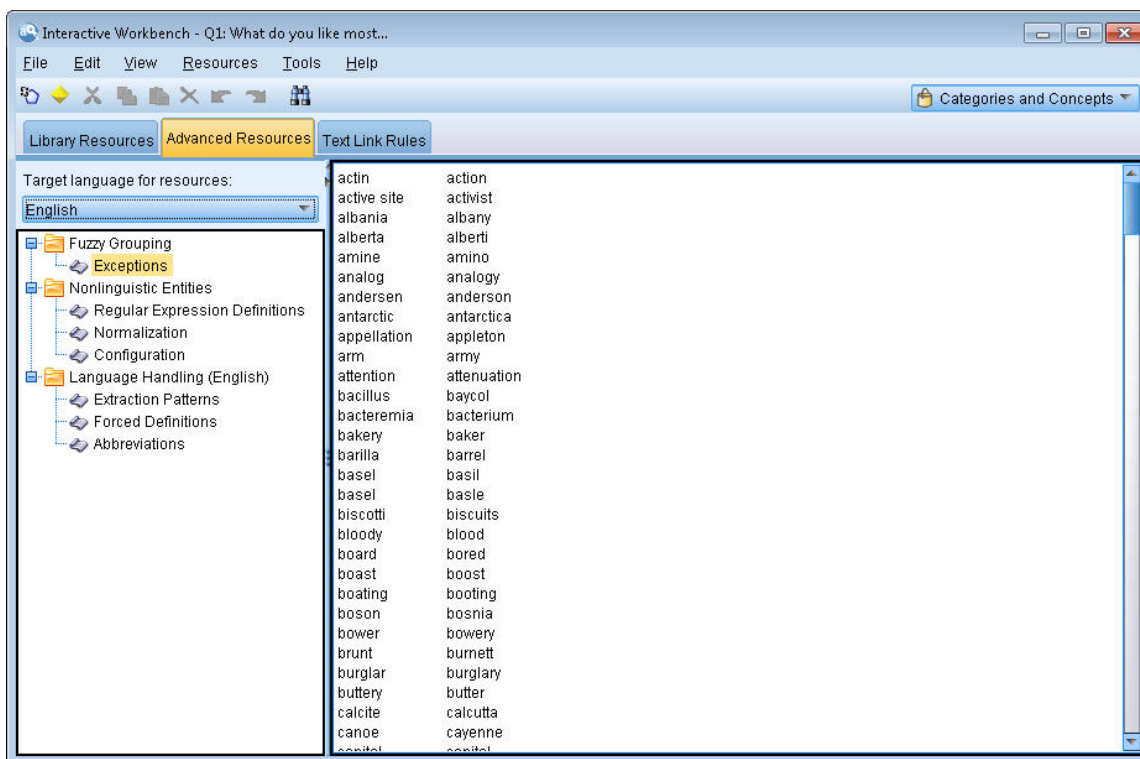 Interactive Workbench - Q1: What do you like most...
File Edit View Resources Tools Help
Categories and Concepts
Library Resources Advanced Resources Text Link Rules
Target language for resources:
English
Fuzzy Grouping
Exceptions
Nonlinguistic Entities
Regular Expression Definitions
Normalization
Configuration
Language Handling (English)
Extraction Patterns
Forced Definitions
Abbreviations
actin action
active site activist
albania albany
alberta alberti
amine amino
analog analogy
andersen anderson
antarctic antarctica
appellation appleton
arm army
attention attenuation
bacillus baycol
bacteremia bacterium
bakery baker
barilla barrel
basel basil
basel basle
biscotti biscuits
bloody blood
board bored
boast boost
boating booting
boson bosnia
bower bowery
brunt burnett
burglar burglary
buttery butter
calcite calcutta
canoe cayenne